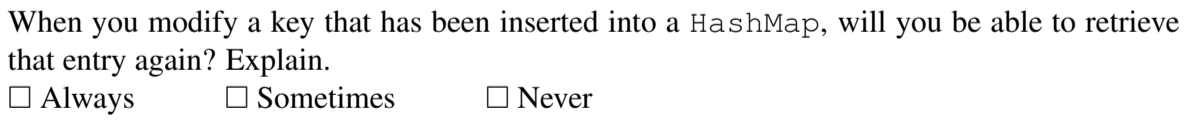 When you modify a key that has been inserted into a HashMap, will you be able to retrieve
that entry again? Explain.
☐ Always ☐ Sometimes ☐ Never